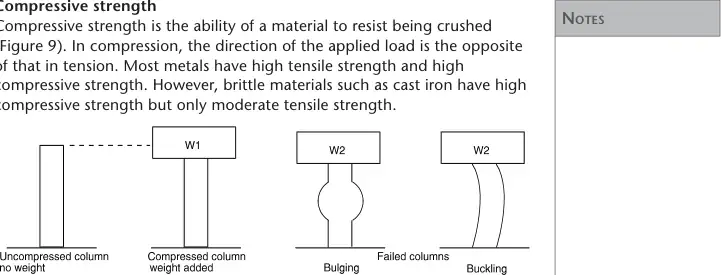 Compressive strength
Compressive strength is the ability of a material to resist being crushed
(Figure 9). In compression, the direction of the applied load is the opposite
of that in tension. Most metals have high tensile strength and high
compressive strength. However, brittle materials such as cast iron have high
compressive strength but only moderate tensile strength.
NOTES
W1
W2
W2
Uncompressed column
no weight
Compressed column
weight added
Failed columns
Bulging
Buckling